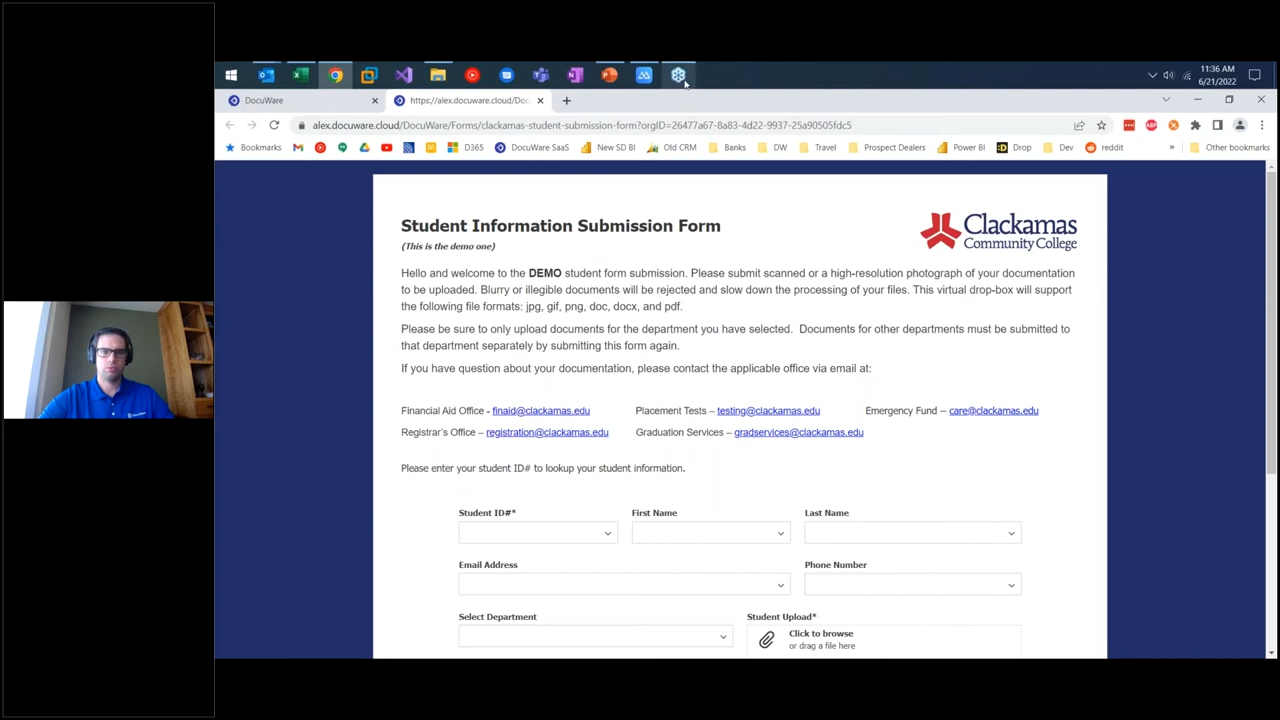 11:36 AM
6/21/2022
DocuWare
https://alex.docuware.cloud/Doc
alex.docuware.cloud/DocuWare/Forms/clackamas-student-submission-form?orgID=26477a67-8a83-4d22-9937-25a90505fdc5
Bookmarks D365 DocuWare SaaS New SD BI Old CRM Banks DW Travel Prospect Dealers Power BI Drop Dev reddit » Other bookmarks
Student Information Submission Form
Clackamas
Community College
(This is the demo one)
Hello and welcome to the DEMO student form submission. Please submit scanned or a high-resolution photograph of your documentation
to be uploaded. Blurry or illegible documents will be rejected and slow down the processing of your files. This virtual drop-box will support
the following file formats: jpg, gif, png, doc, docx, and pdf.
Please be sure to only upload documents for the department you have selected. Documents for other departments must be submitted to
that department separately by submitting this form again.
If you have question about your documentation, please contact the applicable office via email at:
Financial Aid Office - finaid@clackamas.edu Placement Tests – testing@clackamas.edu Emergency Fund – care@clackamas.edu
Registrar's Office – registration@clackamas.edu Graduation Services – gradservices@clackamas.edu
Please enter your student ID# to lookup your student information.
Student ID#* First Name Last Name
Email Address Phone Number
Select Department Student Upload*
Click to browse
or drag a file here